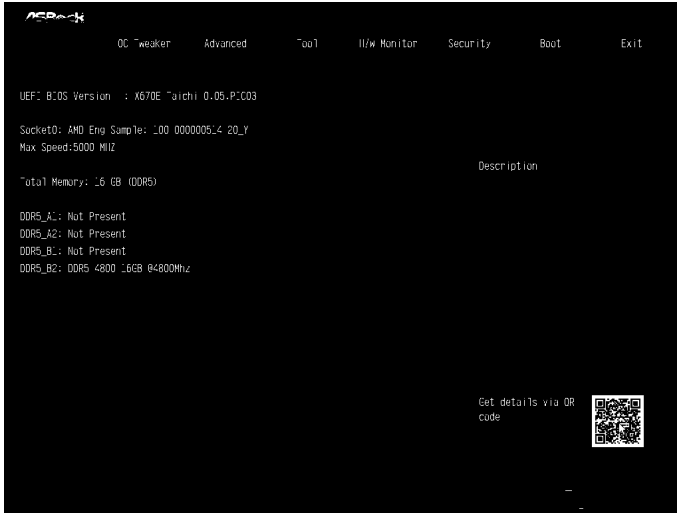 ASRock
OC Tweaker Advanced Tool H/W Monitor Security Boot Exit
UEFI BIOS Version : X670E Taichi 0.05.PIC03
Socket0: AMD Eng Sample: 100 000000514 20_Y
Max Speed:5000 MHZ
Description
Total Memory: 16 GB (DDR5)
DDR5_A1: Not Present
DDR5_A2: Not Present
DDR5_B1: Not Present
DDR5_B2: DDR5 4800 16GB @4800Mhz
Get details via QR
code